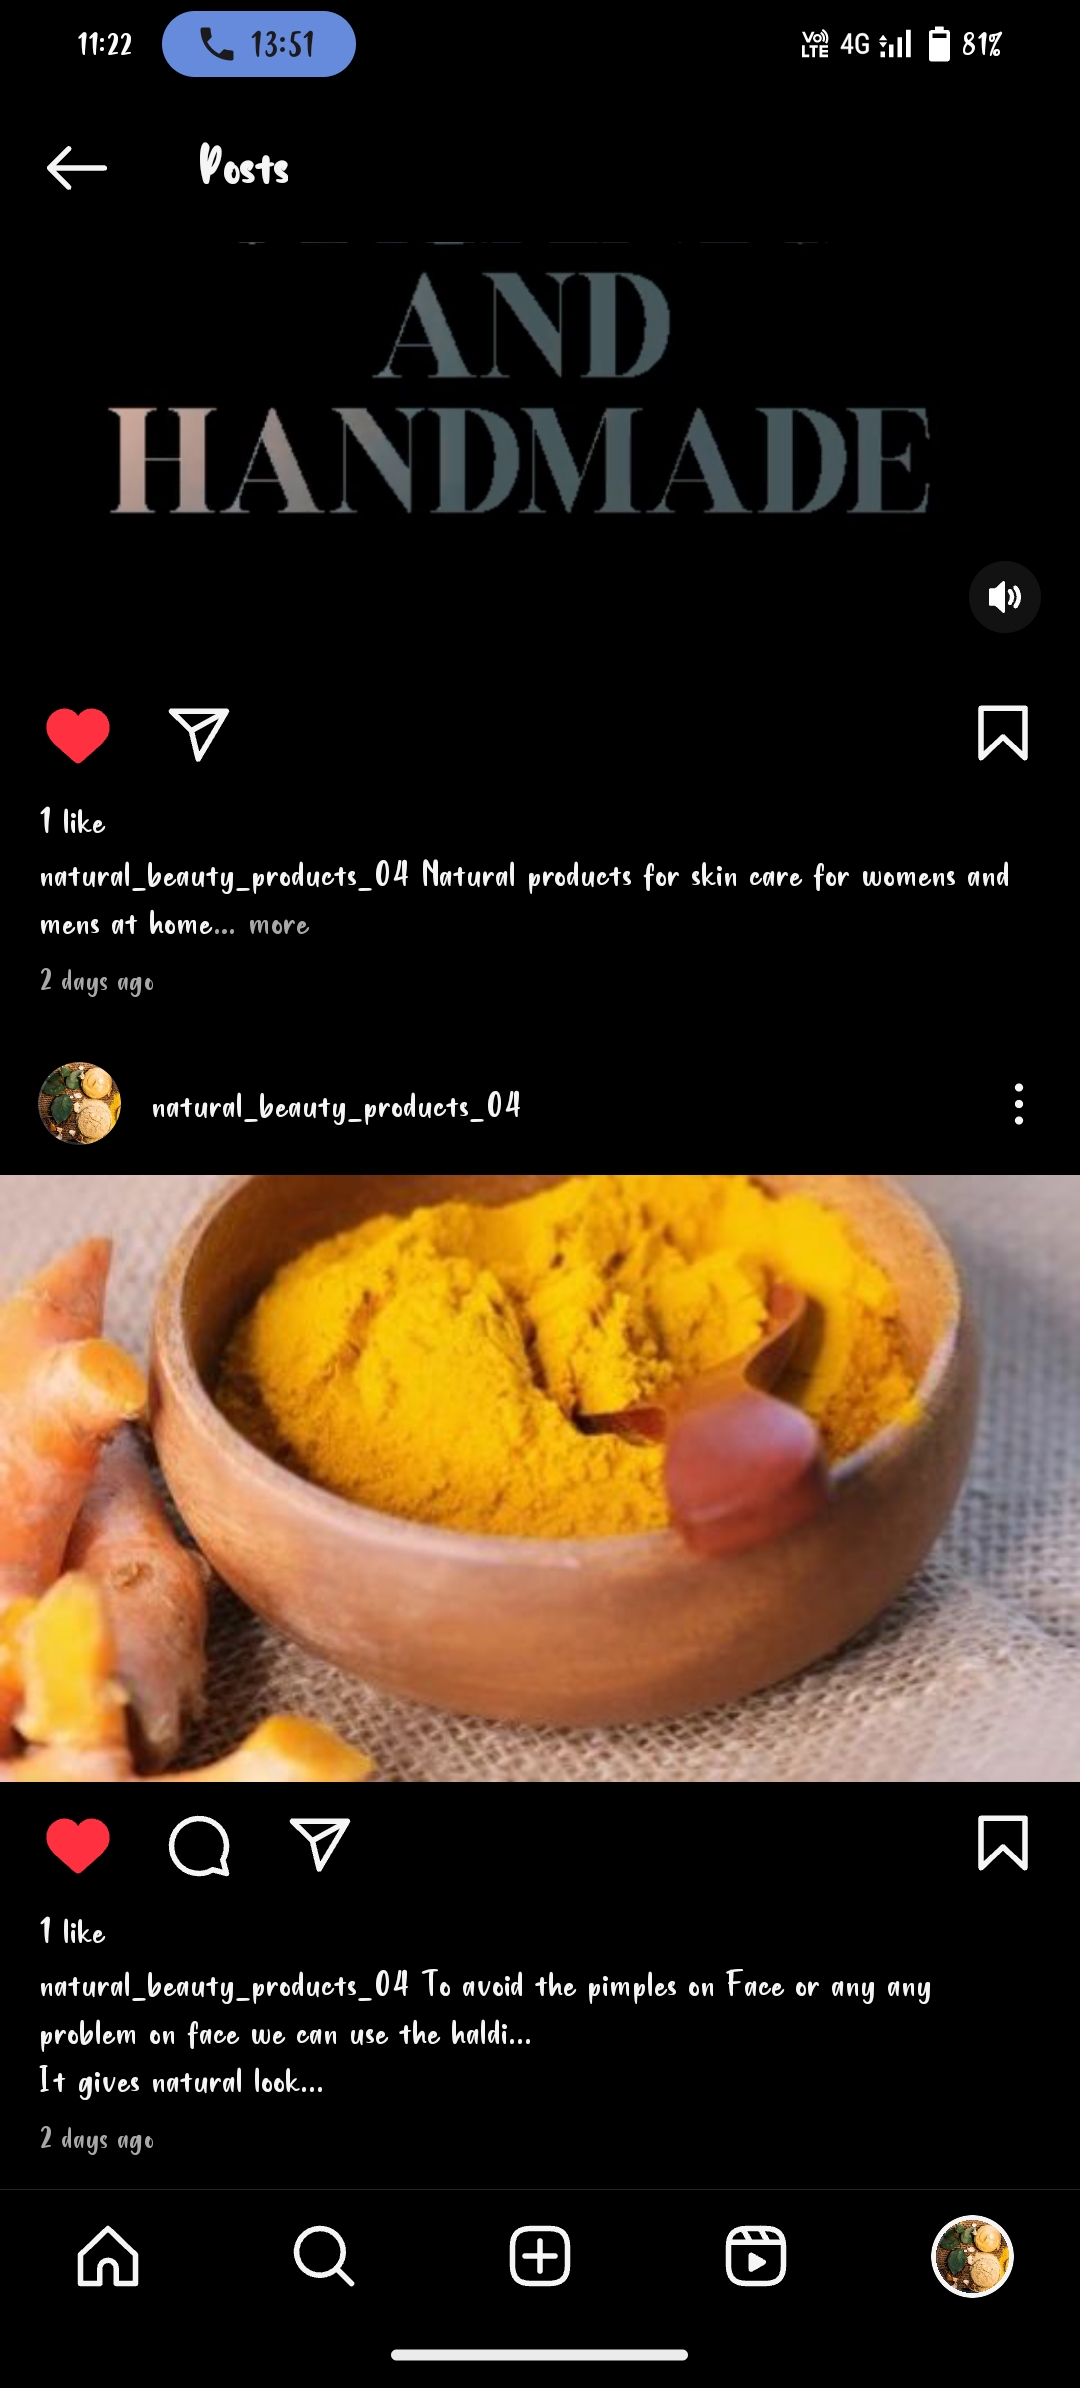 11:22 13:51 Vo)) LTE 4G 81%
Posts
AND
HANDMADE
1 like
natural_beauty_products_04 Natural products for skin care for womens and
mens at home... more
2 days ago
natural_beauty_products_04
1 like
natural_beauty_products_04 To avoid the pimples on Face or any any
problem on face we can use the haldi...
It gives natural look...
2 days ago